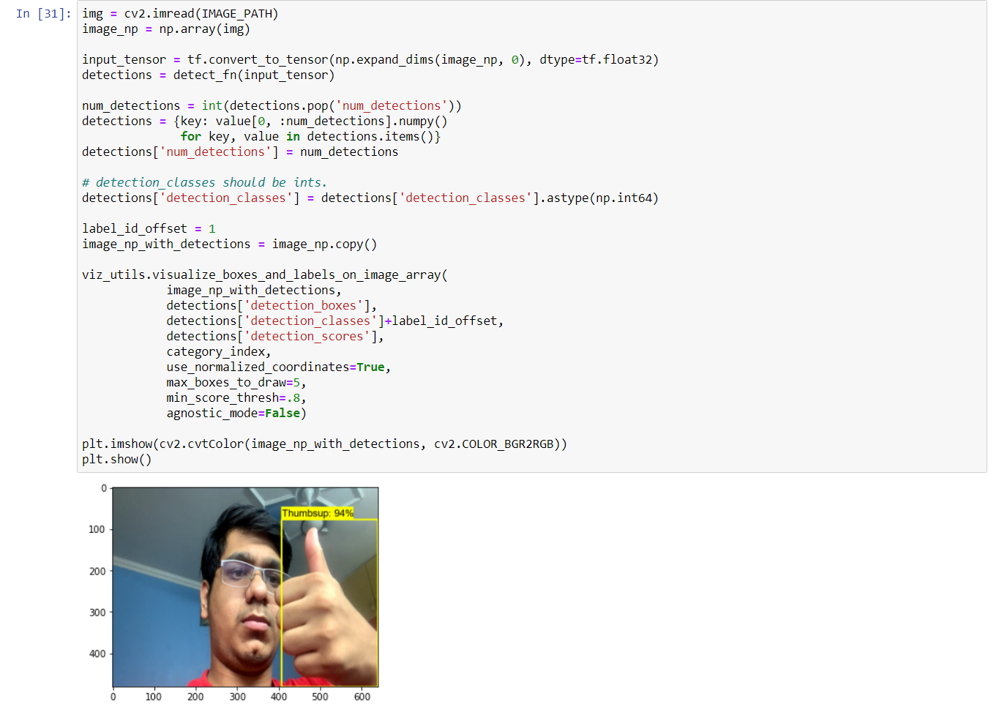 In [31]:
img = cv2.imread(IMAGE_PATH)
image_np = np.array(img)
input_tensor = tf.convert_to_tensor(np.expand_dims(image_np, 0), dtype=tf.float32)
detections = detect_fn(input_tensor)
num_detections = int(detections.pop('num_detections'))
detections = {key: value[0, :num_detections].numpy()
for key, value in detections.items()}
detections['num_detections'] = num_detections
# detection_classes should be ints.
detections['detection_classes'] = detections['detection_classes'].astype(np.int64)
label_id_offset = 1
image_np_with_detections = image_np.copy()
viz_utils.visualize_boxes_and_labels_on_image_array(
image_np_with_detections,
detections['detection_boxes'],
detections['detection_classes']+label_id_offset,
detections['detection_scores'],
category_index,
use_normalized_coordinates=True,
max_boxes_to_draw=5,
min_score_thresh=.8,
agnostic_mode=False)
plt.imshow(cv2.cvtColor(image_np_with_detections, cv2.COLOR_BGR2RGB))
plt.show()
0
Thumbsup: 94%
100
200
300
400
0 100 200 300 400 500 600